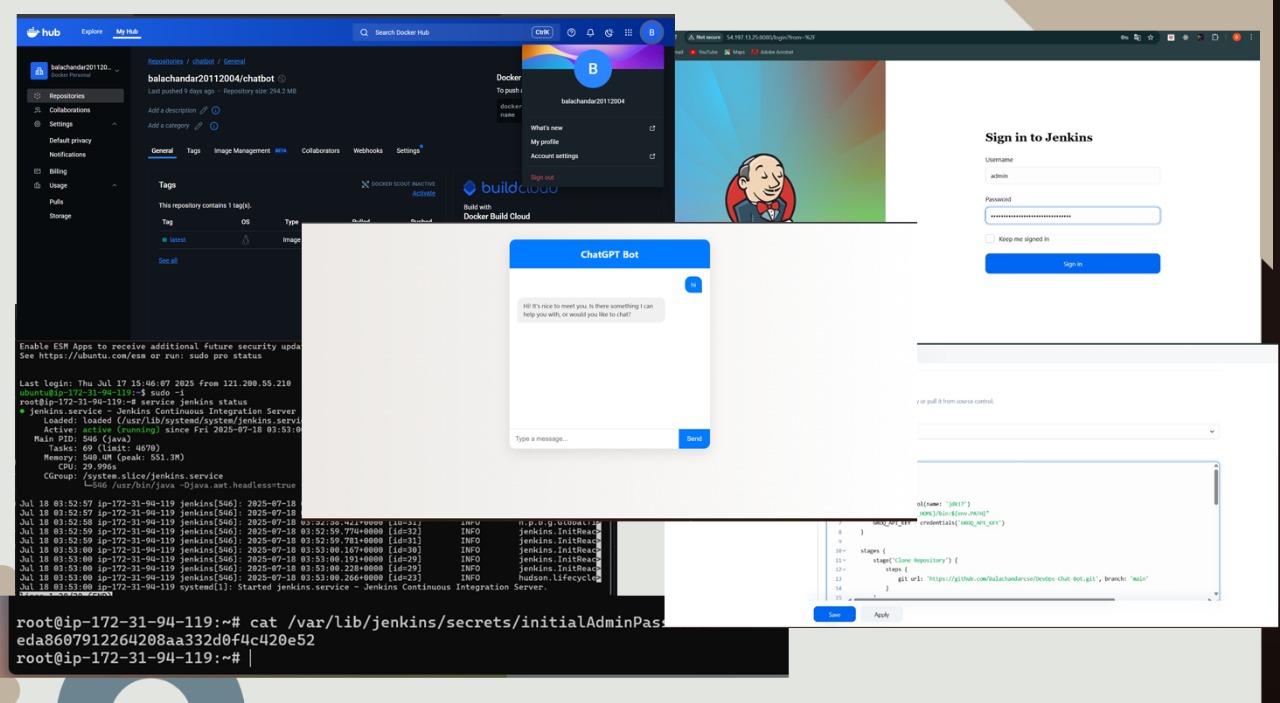 hub
Explore
My Hub
Search Docker Hub
CtrlK
B
balachandar201120...
Docker Personal
Repositories
Collaborations
Settings
Default privacy
Notifications
Billing
Usage
Pulls
Storage
Repositories / chatbot / General
balachandar20112004/chatbot
Last pushed 9 days ago · Repository size: 294.2 MB
Add a description
Add a category
General Tags Image Management BETA Collaborators Webhooks Settings
Docker
To push a
docker
name
B
balachandar20112004
What's new
My profile
Account settings
Sign out
Tags
DOCKER SCOUT INACTIVE
Activate
This repository contains 1 tag(s).
Tag OS Type Pulled Pushed
latest Image
See all
buildcloud
Build with
Docker Build Cloud
Not secure 54.197.13.25:8080/login?from=%2F
YouTube Maps Adobe Acrobat
Sign in to Jenkins
Username
admin
Password
Keep me signed in
Sign in
ChatGPT Bot
hi
Hi! It's nice to meet you. Is there something I can
help you with, or would you like to chat?
Type a message...
Send
Enable ESM Apps to receive additional future security upda
See https://ubuntu.com/esm or run: sudo pro status
Last login: Thu Jul 17 15:46:07 2025 from 121.200.55.210
ubuntu@ip-172-31-94-119:~$ sudo -i
root@ip-172-31-94-119:~# service jenkins status
● jenkins.service - Jenkins Continuous Integration Server
Loaded: loaded (/usr/lib/systemd/system/jenkins.servi
Active: active (running) since Fri 2025-07-18 03:53:0
Main PID: 546 (java)
Tasks: 69 (limit: 4670)
Memory: 540.4M (peak: 551.3M)
CPU: 29.996s
CGroup: /system.slice/jenkins.service
└─546 /usr/bin/java -Djava.awt.headless=true
Jul 18 03:52:57 ip-172-31-94-119 jenkins[546]: 2025-07-18
Jul 18 03:52:57 ip-172-31-94-119 jenkins[546]: 2025-07-18
Jul 18 03:52:58 ip-172-31-94-119 jenkins[546]: 2025-07-18 03:52:58.421+0000 [id=31] INFO h.p.b.g.GlobalTi>
Jul 18 03:52:59 ip-172-31-94-119 jenkins[546]: 2025-07-18 03:52:59.774+0000 [id=32] INFO jenkins.InitReac>
Jul 18 03:52:59 ip-172-31-94-119 jenkins[546]: 2025-07-18 03:52:59.781+0000 [id=31] INFO jenkins.InitReac>
Jul 18 03:53:00 ip-172-31-94-119 jenkins[546]: 2025-07-18 03:53:00.167+0000 [id=30] INFO jenkins.InitReac>
Jul 18 03:53:00 ip-172-31-94-119 jenkins[546]: 2025-07-18 03:53:00.191+0000 [id=29] INFO jenkins.InitReac>
Jul 18 03:53:00 ip-172-31-94-119 jenkins[546]: 2025-07-18 03:53:00.228+0000 [id=29] INFO jenkins.InitReac>
Jul 18 03:53:00 ip-172-31-94-119 jenkins[546]: 2025-07-18 03:53:00.266+0000 [id=23] INFO hudson.lifecycle>
Jul 18 03:53:00 ip-172-31-94-119 systemd[1]: Started jenkins.service - Jenkins Continuous Integration Server.
root@ip-172-31-94-119:~# cat /var/lib/jenkins/secrets/initialAdminPas
eda8607912264208aa332d0f4c420e52
root@ip-172-31-94-119:~#
y or pull it from source control.
ol(name: 'jdk17')
_HOME}/bin:${env.PATH}"
7 GROQ_API_KEY = credentials('GROQ_API_KEY')
8 }
9
10 stages {
11 stage('Clone Repository') {
12 steps {
13 git url: 'https://github.com/Balachandarcse/DevOps-Chat-Bot.git', branch: 'main'
14 }
15
Save
Apply